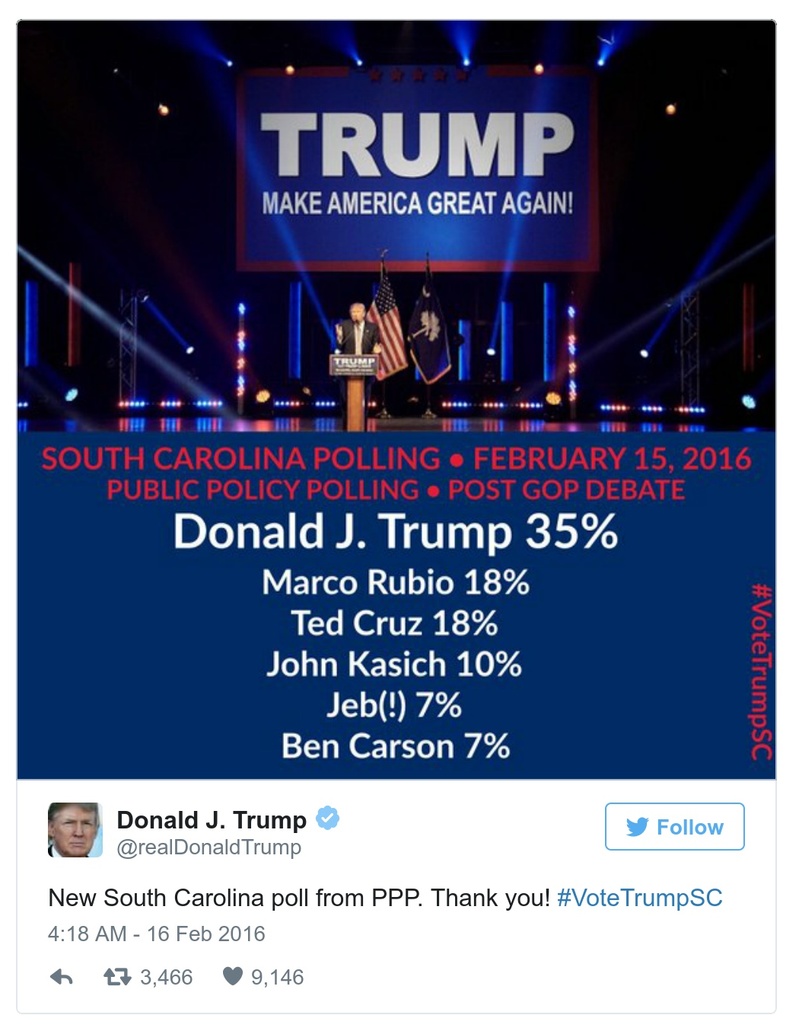 TRUMP
MAKE AMERICA GREAT AGAIN!
TRUMP
SOUTH CAROLINA POLLING • FEBRUARY 15, 2016
PUBLIC POLICY POLLING • POST GOP DEBATE
Donald J. Trump 35%
Marco Rubio 18%
Ted Cruz 18%
John Kasich 10%
Jeb(!) 7%
Ben Carson 7%
#VoteTrumpSC
Donald J. Trump
@realDonaldTrump
Follow
New South Carolina poll from PPP. Thank you! #VoteTrumpSC
4:18 AM - 16 Feb 2016
3,466 9,146